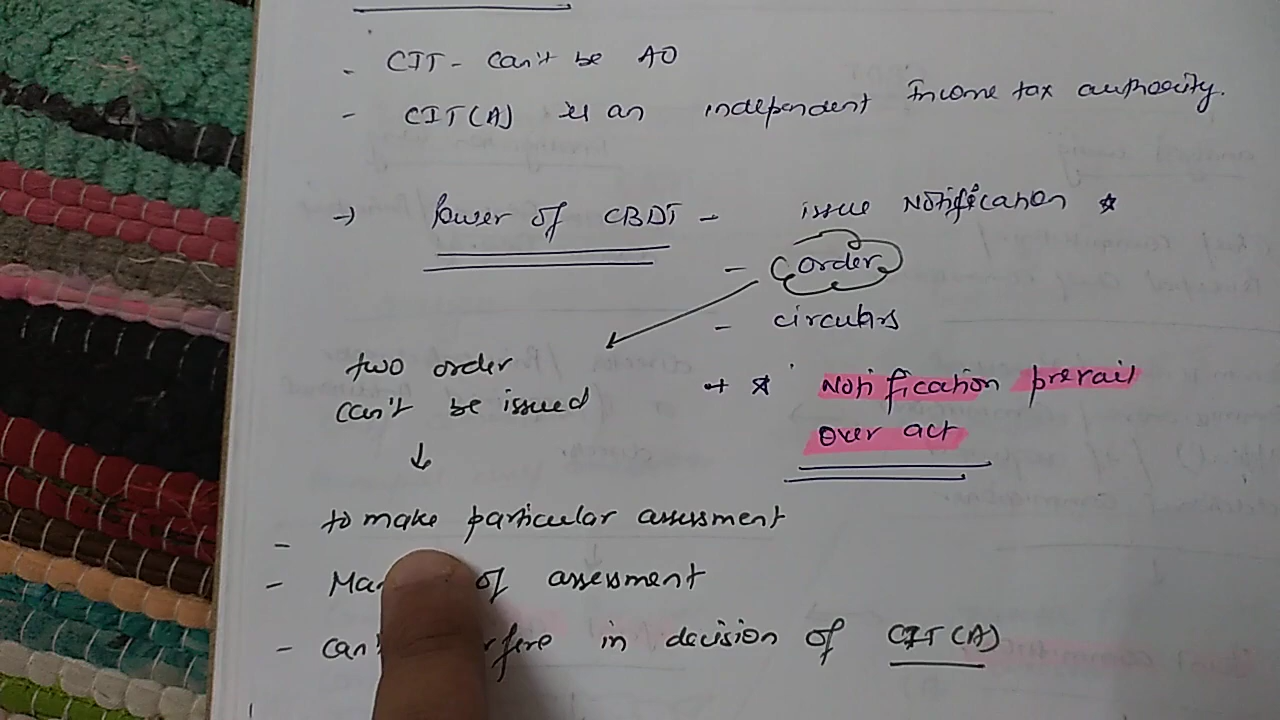 - CIT - Can't be AO
- CIT(A) is an independent Income tax authority.
→ Power of CBDT - issue Notification ☆
- order
- circulars
two order
can't be issued
↓
→ ☆ Notification prevail
over act
- to make particular assessment
- of assessment
- in decision of CIT(A)